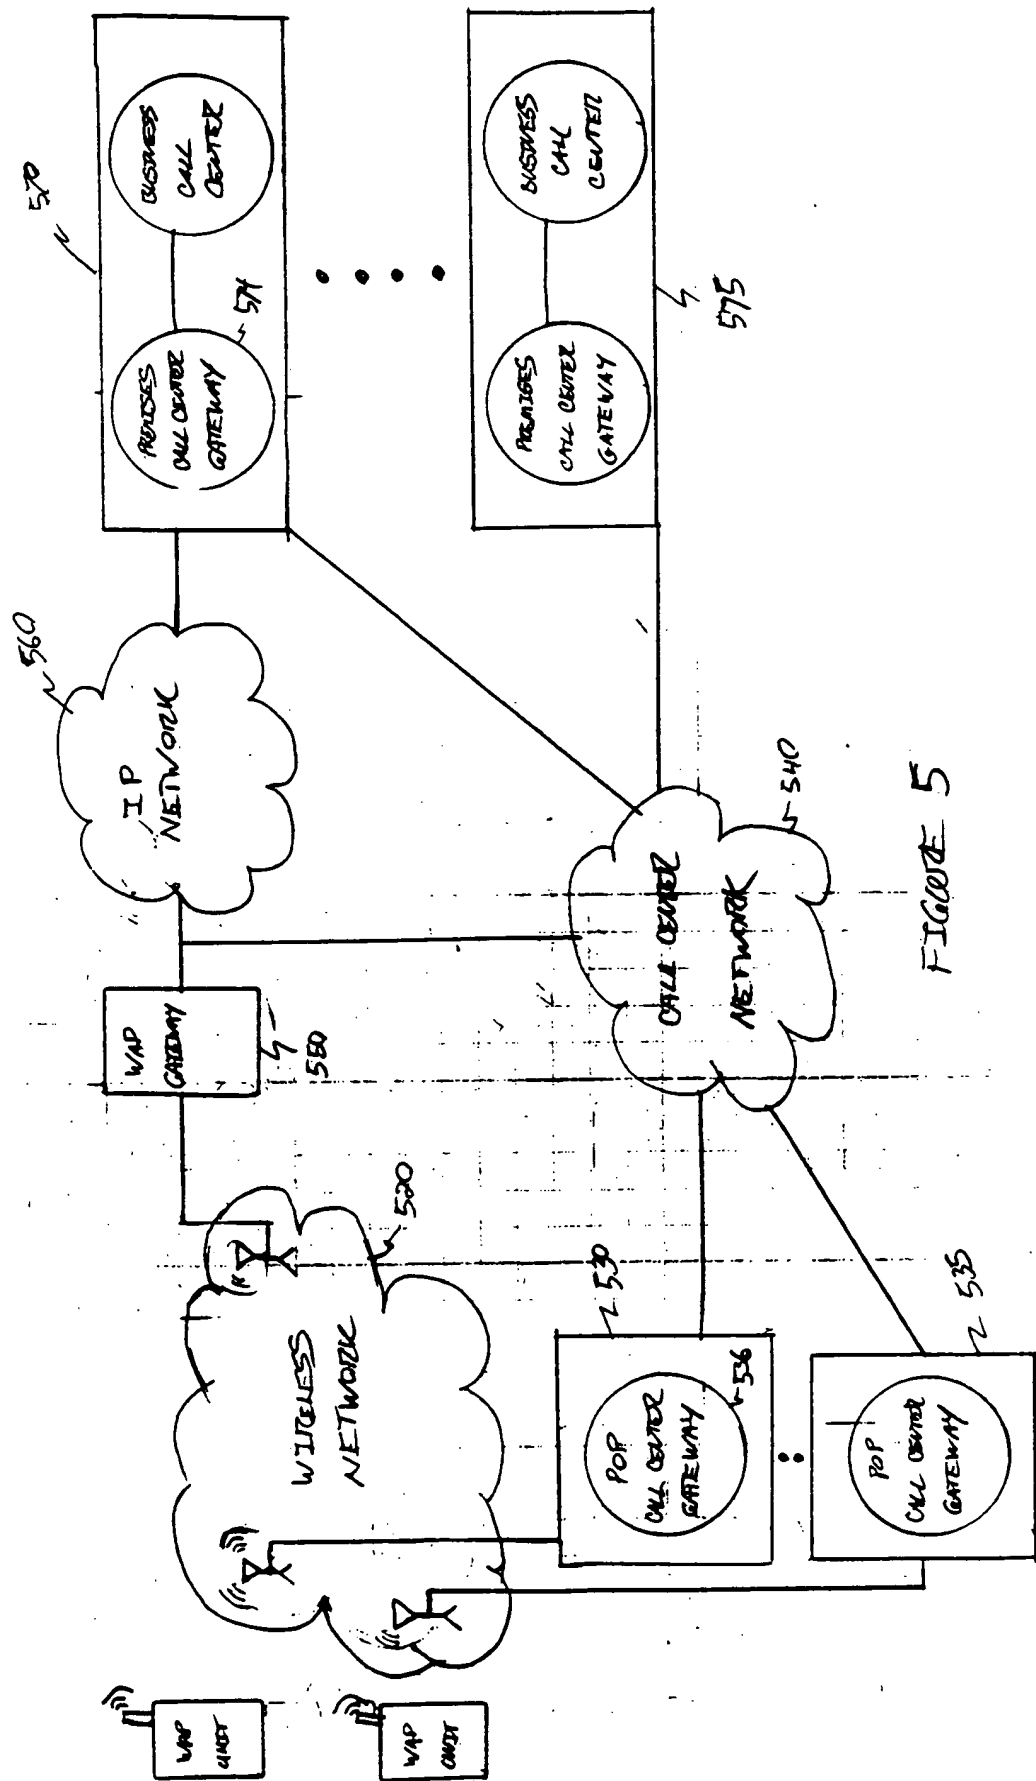 570
BUSINESS
CALL
CENTER
PREMISES
CALL CENTER
GATEWAY
574
BUSINESS
CALL
CENTER
PREMISES
CALL CENTER
GATEWAY
575
560
IP
NETWORK
WAP
GATEWAY
550
CALL CENTER
NETWORK
540
520
WIRELESS
NETWORK
530
POP
CALL CENTER
GATEWAY
536
535
POP
CALL CENTER
GATEWAY
WAP
UNIT
WAP
UNIT
FIGURE 5